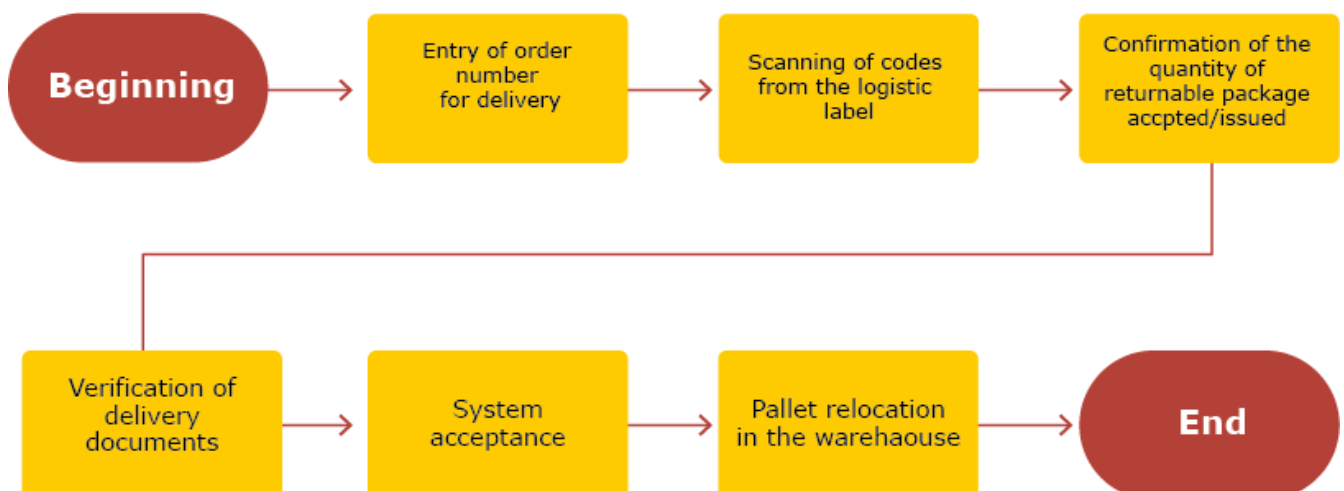 Beginning
Entry of order
number
for delivery
Scanning of codes
from the logistic
label
Confirmation of the
quantity of
returnable package
accpted/issued
Verification of
delivery
documents
System
acceptance
Pallet relocation
in the warehaouse
End